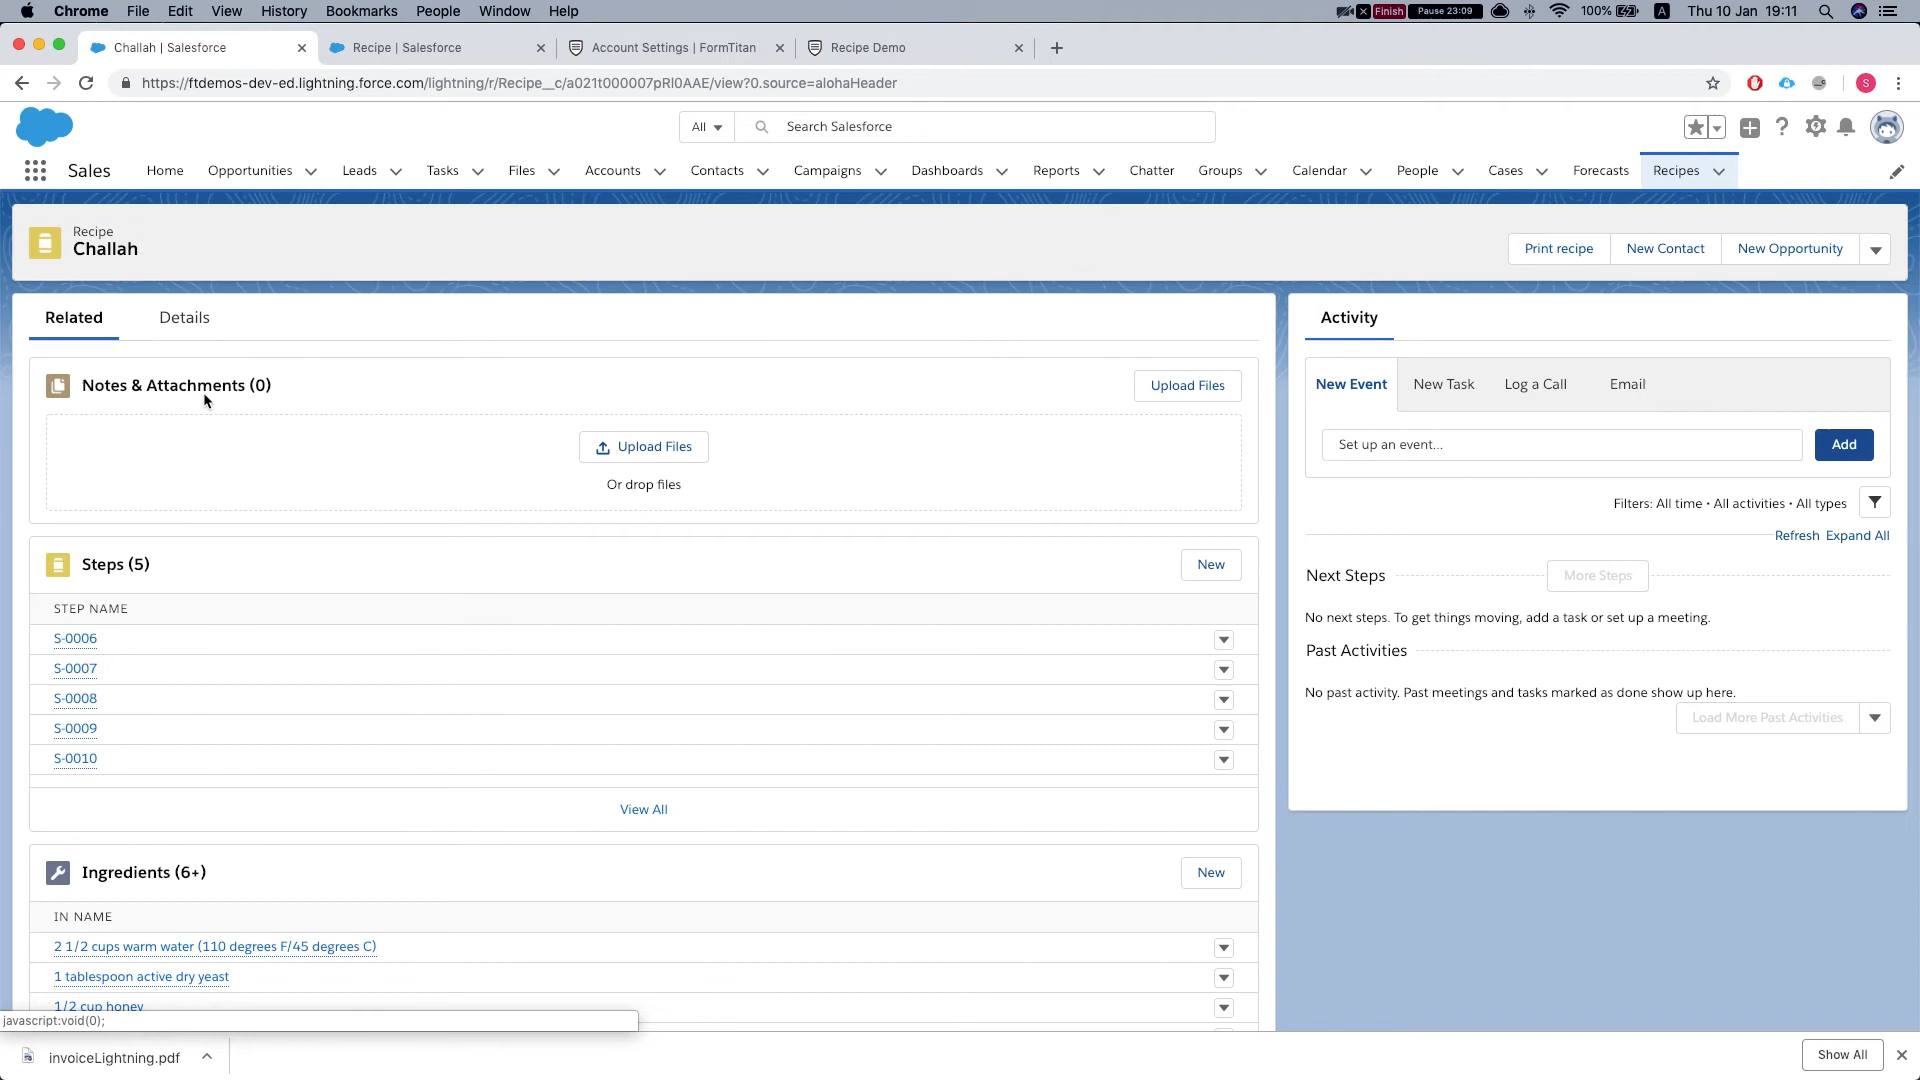 Chrome File Edit View History Bookmarks People Window Help
Finish Pause 23:09 100% A Thu 10 Jan 19:11
Challah | Salesforce
Recipe | Salesforce
Account Settings | FormTitan
Recipe Demo
https://ftdemos-dev-ed.lightning.force.com/lightning/r/Recipe__c/a021t000007pRl0AAE/view?0.source=alohaHeader
S
All
Search Salesforce
Sales
Home Opportunities Leads Tasks Files Accounts Contacts Campaigns Dashboards Reports Chatter Groups Calendar People Cases Forecasts Recipes
Recipe
Challah
Print recipe New Contact New Opportunity
Related Details
Notes & Attachments (0)
Upload Files
Upload Files
Or drop files
Steps (5)
New
STEP NAME
S-0006
S-0007
S-0008
S-0009
S-0010
View All
Ingredients (6+)
New
IN NAME
2 1/2 cups warm water (110 degrees F/45 degrees C)
1 tablespoon active dry yeast
1/2 cup honey
Activity
New Event New Task Log a Call Email
Set up an event...
Add
Filters: All time • All activities • All types
Refresh Expand All
Next Steps
More Steps
No next steps. To get things moving, add a task or set up a meeting.
Past Activities
No past activity. Past meetings and tasks marked as done show up here.
Load More Past Activities
javascript:void(0);
invoiceLightning.pdf
Show All